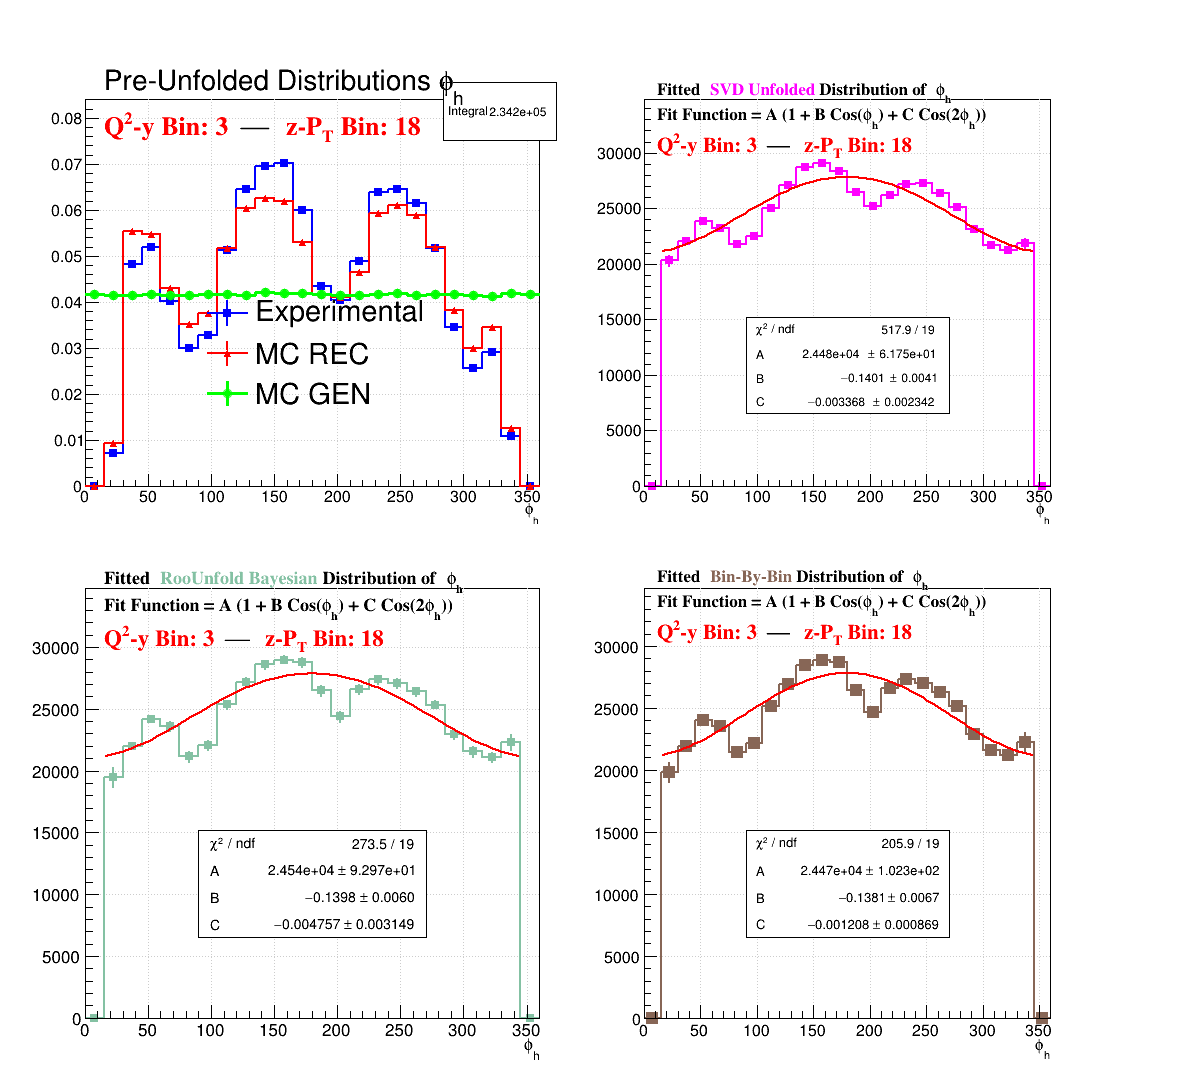 Pre-Unfolded Distributions ϕh
Integral 2.342e+05
Q²-y Bin: 3 — z-PT Bin: 18
0.08
0.07
0.06
0.05
0.04
0.03
0.02
0.01
0
Experimental
MC REC
MC GEN
0 50 100 150 200 250 300 350
ϕh
Fitted SVD Unfolded Distribution of ϕh
Fit Function = A (1 + B Cos(ϕh) + C Cos(2ϕh))
Q²-y Bin: 3 — z-PT Bin: 18
30000
25000
20000
15000
10000
5000
0
χ² / ndf 517.9 / 19
A 2.448e+04 ± 6.175e+01
B −0.1401 ± 0.0041
C −0.003368 ± 0.002342
0 50 100 150 200 250 300 350
ϕh
Fitted RooUnfold Bayesian Distribution of ϕh
Fit Function = A (1 + B Cos(ϕh) + C Cos(2ϕh))
Q²-y Bin: 3 — z-PT Bin: 18
30000
25000
20000
15000
10000
5000
0
χ² / ndf 273.5 / 19
A 2.454e+04 ± 9.297e+01
B −0.1398 ± 0.0060
C −0.004757 ± 0.003149
0 50 100 150 200 250 300 350
ϕh
Fitted Bin-By-Bin Distribution of ϕh
Fit Function = A (1 + B Cos(ϕh) + C Cos(2ϕh))
Q²-y Bin: 3 — z-PT Bin: 18
30000
25000
20000
15000
10000
5000
0
χ² / ndf 205.9 / 19
A 2.447e+04 ± 1.023e+02
B −0.1381 ± 0.0067
C −0.001208 ± 0.000869
0 50 100 150 200 250 300 350
ϕh